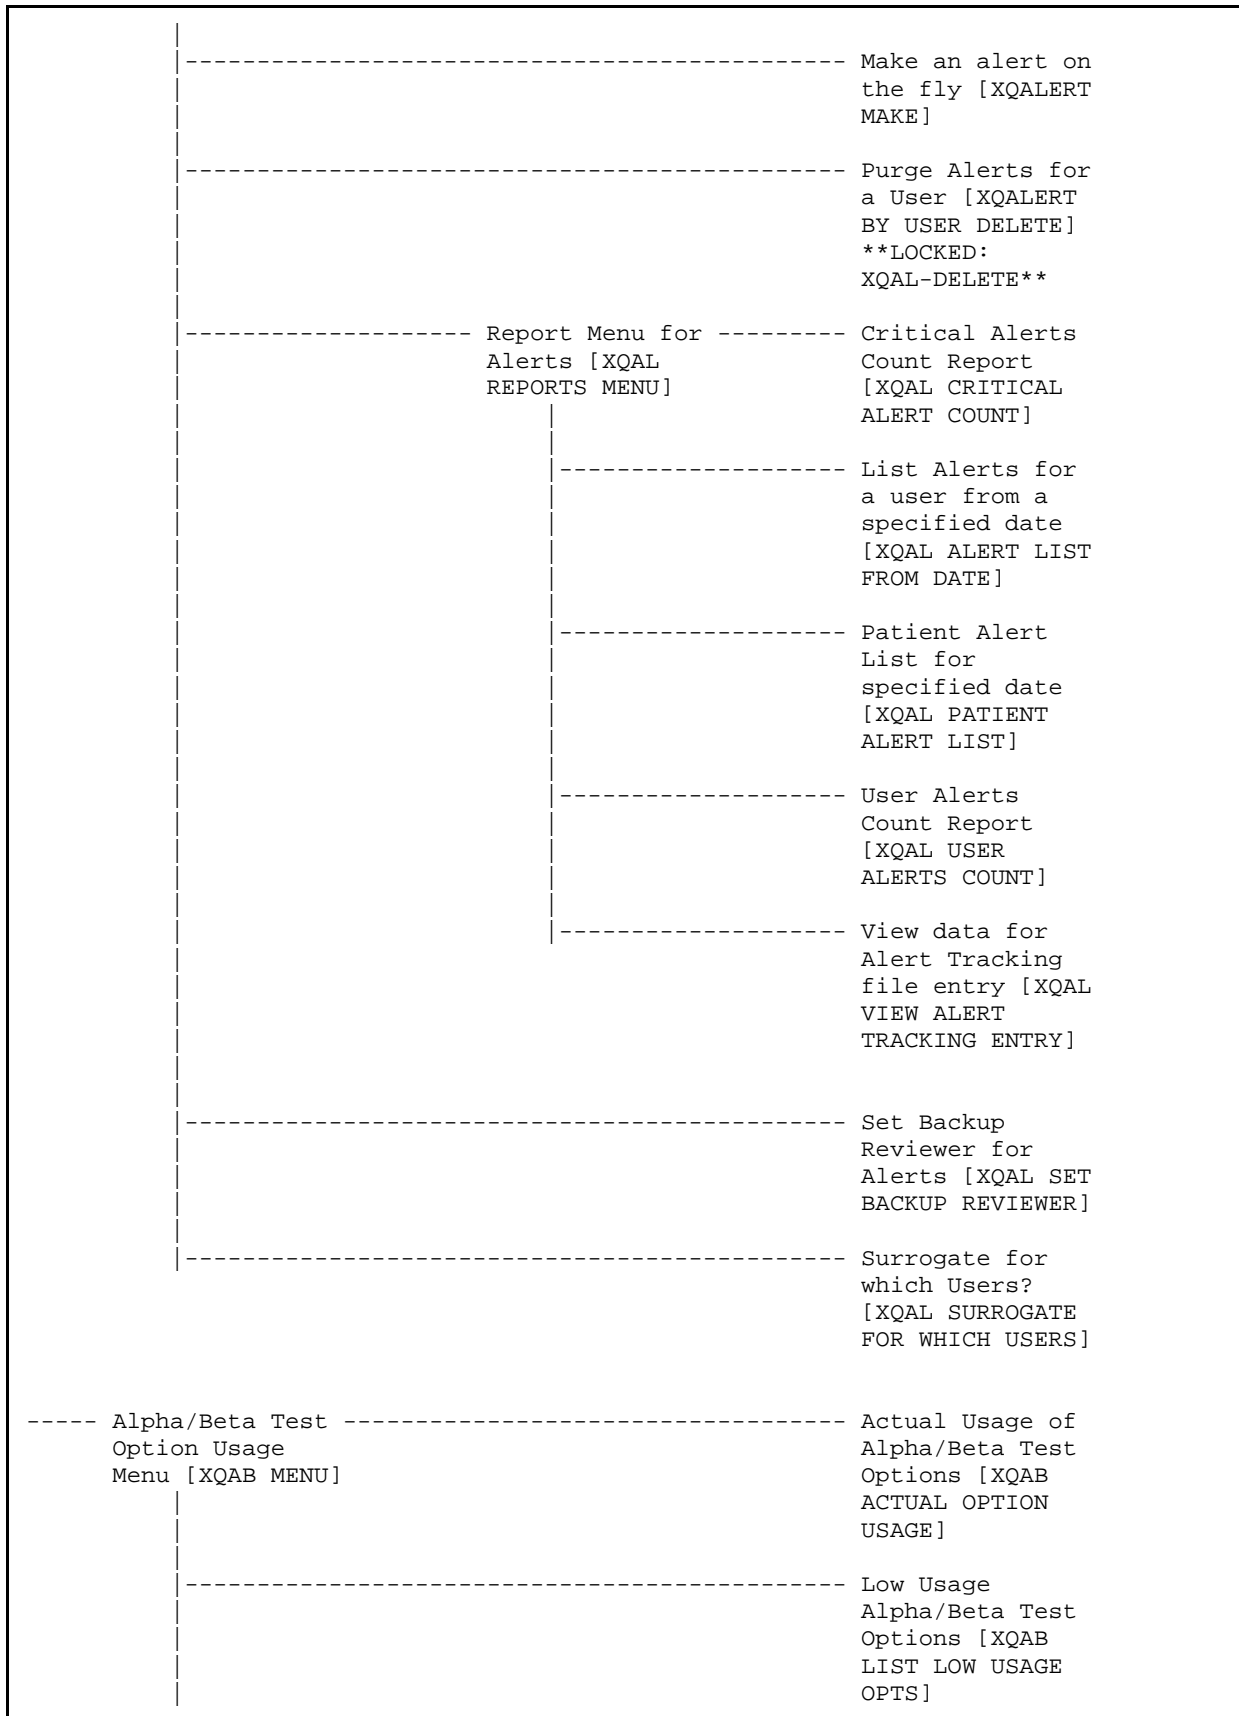 Make an alert on
the fly [XQALERT
MAKE]
Purge Alerts for
a User [XQALERT
BY USER DELETE]
**LOCKED:
XQAL-DELETE**
Report Menu for --------- Critical Alerts
Alerts [XQAL Count Report
REPORTS MENU] [XQAL CRITICAL
ALERT COUNT]
List Alerts for
a user from a
specified date
[XQAL ALERT LIST
FROM DATE]
Patient Alert
List for
specified date
[XQAL PATIENT
ALERT LIST]
User Alerts
Count Report
[XQAL USER
ALERTS COUNT]
View data for
Alert Tracking
file entry [XQAL
VIEW ALERT
TRACKING ENTRY]
Set Backup
Reviewer for
Alerts [XQAL SET
BACKUP REVIEWER]
Surrogate for
which Users?
[XQAL SURROGATE
FOR WHICH USERS]
----- Alpha/Beta Test ----------------------------------- Actual Usage of
Option Usage Alpha/Beta Test
Menu [XQAB MENU] Options [XQAB
ACTUAL OPTION
USAGE]
Low Usage
Alpha/Beta Test
Options [XQAB
LIST LOW USAGE
OPTS]